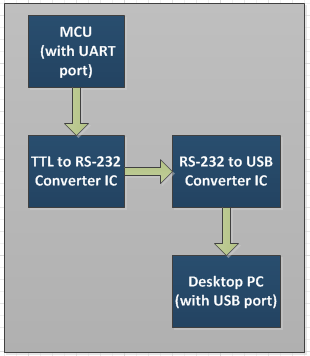 MCU
(with UART
port)
TTL to RS-232
Converter IC
RS-232 to USB
Converter IC
Desktop PC
(with USB port)